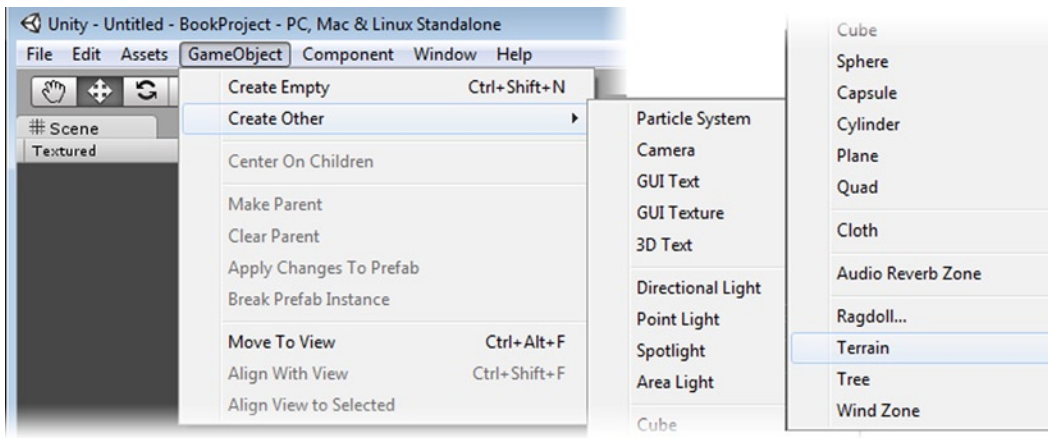 Unity - Untitled - BookProject - PC, Mac & Linux Standalone
File Edit Assets GameObject Component Window Help
# Scene
Textured
Create Empty Ctrl+Shift+N
Create Other
Center On Children
Make Parent
Clear Parent
Apply Changes To Prefab
Break Prefab Instance
Move To View Ctrl+Alt+F
Align With View Ctrl+Shift+F
Align View to Selected
Particle System
Camera
GUI Text
GUI Texture
3D Text
Directional Light
Point Light
Spotlight
Area Light
Cube
Cube
Sphere
Capsule
Cylinder
Plane
Quad
Cloth
Audio Reverb Zone
Ragdoll...
Terrain
Tree
Wind Zone